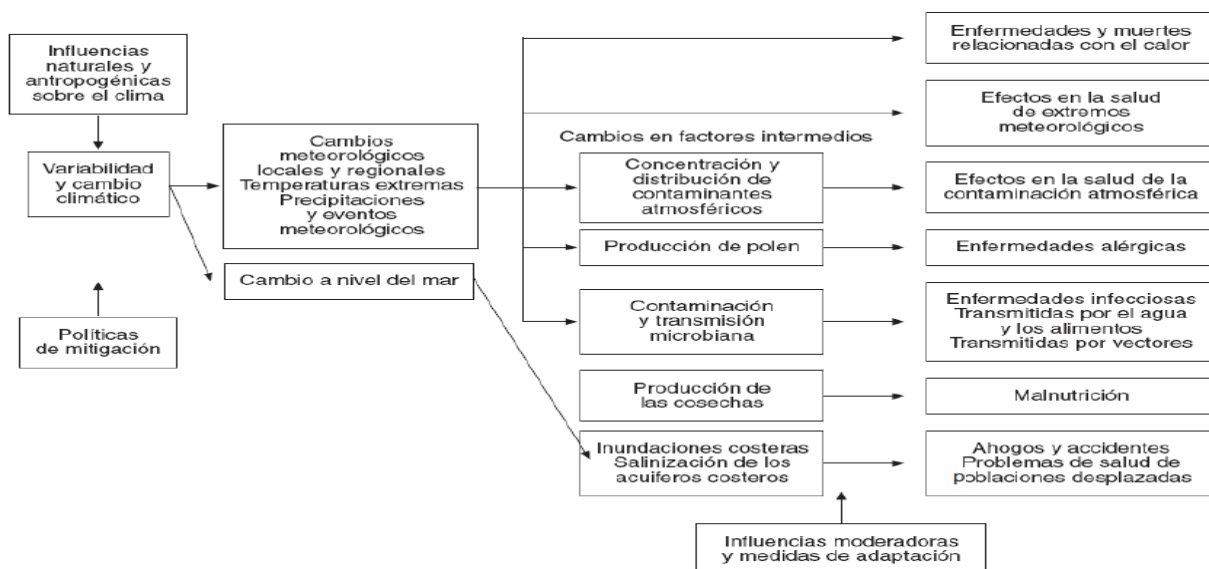 Influencias
naturales y
antropogénicas
sobre el clima
Variabilidad
y cambio
climático
Políticas
de mitigación
Cambios
meteorológicos
locales y regionales
Temperaturas extremas
Precipitaciones
y eventos
meteorológicos
Cambio a nivel del mar
Cambios en factores intermedios
Concentración y
distribución de
contaminantes
atmosféricos
Producción de polen
Contaminación
y transmisión
microbiana
Producción de
las cosechas
Inundaciones costeras
Salinización de los
acuiferos costeros
Influencias moderadoras
y medidas de adaptación
Enfermedades y muertes
relacionadas con el calor
Efectos en la salud
de extremos
meteorológicos
Efectos en la salud de la
contaminación atmosférica
Enfermedades alérgicas
Enfermedades infecciosas
Transmitidas por el agua
y los alimentos
Transmitidas por vectores
Malnutrición
Ahogos y accidentes
Problemas de salud de
poblaciones desplazadas